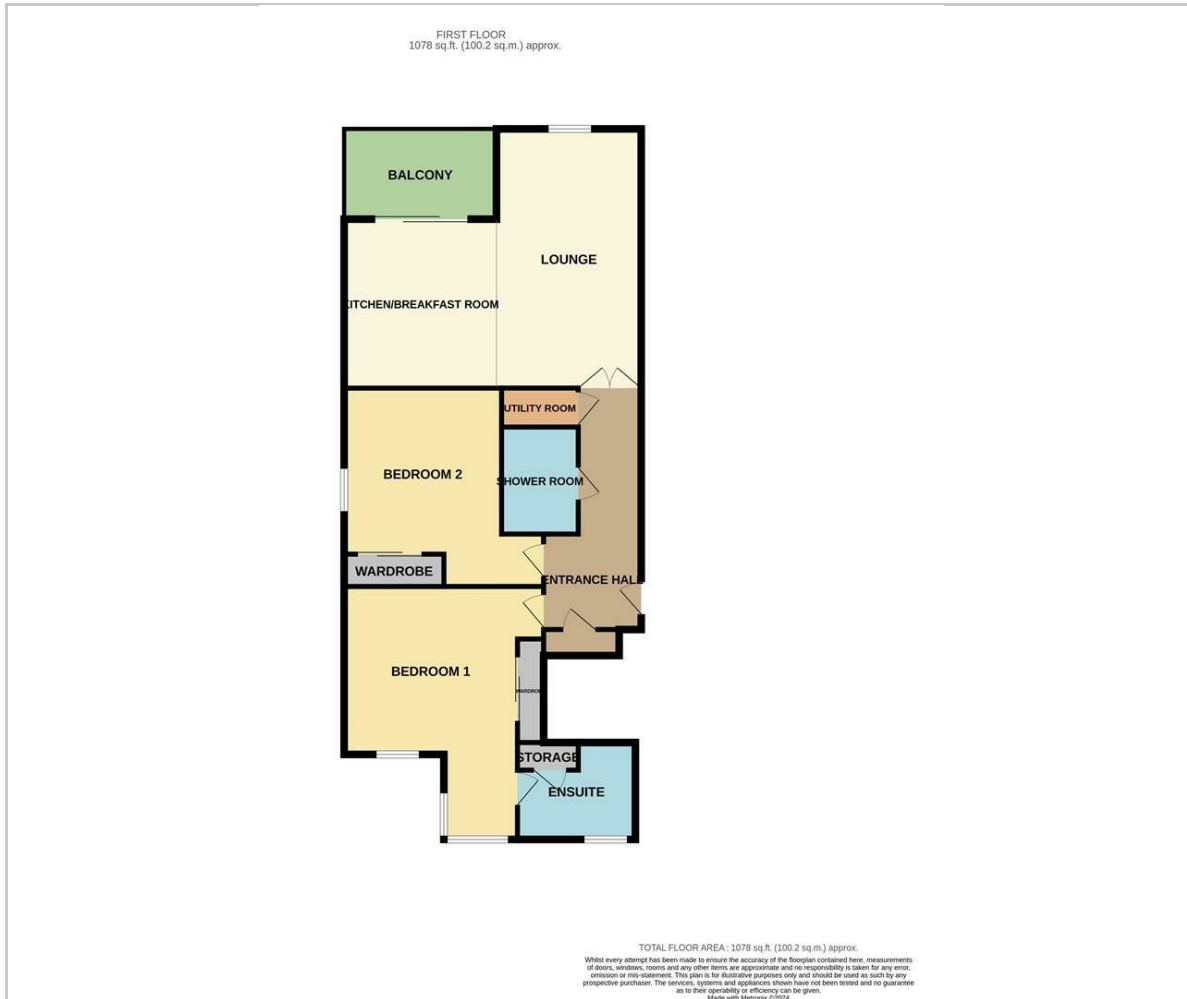 FIRST FLOOR
1078 sq.ft. (100.2 sq.m.) approx.
BALCONY
LOUNGE
KITCHEN/BREAKFAST ROOM
UTILITY ROOM
BEDROOM 2
SHOWER ROOM
WARDROBE
ENTRANCE HALL
BEDROOM 1
WARDROBE
STORAGE
ENSUITE
TOTAL FLOOR AREA : 1078 sq.ft. (100.2 sq.m.) approx.
Whilst every attempt has been made to ensure the accuracy of the floorplan contained here, measurements
of doors, windows, rooms and any other items are approximate and no responsibility is taken for any error,
omission or mis-statement. This plan is for illustrative purposes only and should be used as such by any
prospective purchaser. The services, systems and appliances shown have not been tested and no guarantee
as to their operability or efficiency can be given.
Made with Metropix ©2024